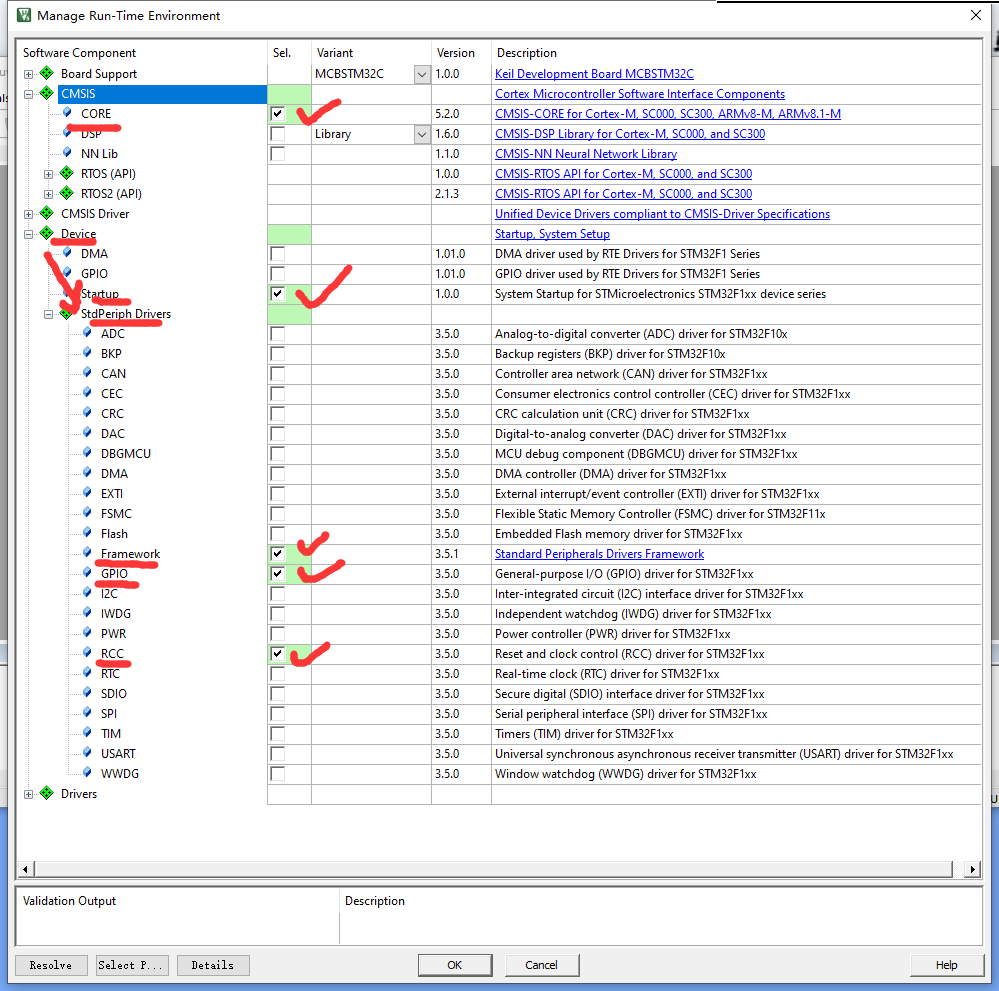 Manage Run-Time Environment
Software Component Sel. Variant Version Description
Board Support MCBSTM32C 1.0.0 Keil Development Board MCBSTM32C
CMSIS Cortex Microcontroller Software Interface Components
CORE 5.2.0 CMSIS-CORE for Cortex-M, SC000, SC300, ARMv8-M, ARMv8.1-M
DSP Library 1.6.0 CMSIS-DSP Library for Cortex-M, SC000, and SC300
NN Lib 1.1.0 CMSIS-NN Neural Network Library
RTOS (API) 1.0.0 CMSIS-RTOS API for Cortex-M, SC000, and SC300
RTOS2 (API) 2.1.3 CMSIS-RTOS API for Cortex-M, SC000, and SC300
CMSIS Driver Unified Device Drivers compliant to CMSIS-Driver Specifications
Device Startup, System Setup
DMA 1.01.0 DMA driver used by RTE Drivers for STM32F1 Series
GPIO 1.01.0 GPIO driver used by RTE Drivers for STM32F1 Series
Startup 1.0.0 System Startup for STMicroelectronics STM32F1xx device series
StdPeriph Drivers
ADC 3.5.0 Analog-to-digital converter (ADC) driver for STM32F10x
BKP 3.5.0 Backup registers (BKP) driver for STM32F10x
CAN 3.5.0 Controller area network (CAN) driver for STM32F1xx
CEC 3.5.0 Consumer electronics control controller (CEC) driver for STM32F1xx
CRC 3.5.0 CRC calculation unit (CRC) driver for STM32F1xx
DAC 3.5.0 Digital-to-analog converter (DAC) driver for STM32F1xx
DBGMCU 3.5.0 MCU debug component (DBGMCU) driver for STM32F1xx
DMA 3.5.0 DMA controller (DMA) driver for STM32F1xx
EXTI 3.5.0 External interrupt/event controller (EXTI) driver for STM32F1xx
FSMC 3.5.0 Flexible Static Memory Controller (FSMC) driver for STM32F11x
Flash 3.5.0 Embedded Flash memory driver for STM32F1xx
Framework 3.5.1 Standard Peripherals Drivers Framework
GPIO 3.5.0 General-purpose I/O (GPIO) driver for STM32F1xx
I2C 3.5.0 Inter-integrated circuit (I2C) interface driver for STM32F1xx
IWDG 3.5.0 Independent watchdog (IWDG) driver for STM32F1xx
PWR 3.5.0 Power controller (PWR) driver for STM32F1xx
RCC 3.5.0 Reset and clock control (RCC) driver for STM32F1xx
RTC 3.5.0 Real-time clock (RTC) driver for STM32F1xx
SDIO 3.5.0 Secure digital (SDIO) interface driver for STM32F1xx
SPI 3.5.0 Serial peripheral interface (SPI) driver for STM32F1xx
TIM 3.5.0 Timers (TIM) driver for STM32F1xx
USART 3.5.0 Universal synchronous asynchronous receiver transmitter (USART) driver for STM32F1xx
WWDG 3.5.0 Window watchdog (WWDG) driver for STM32F1xx
Drivers
Validation Output Description
Resolve Select P... Details OK Cancel Help